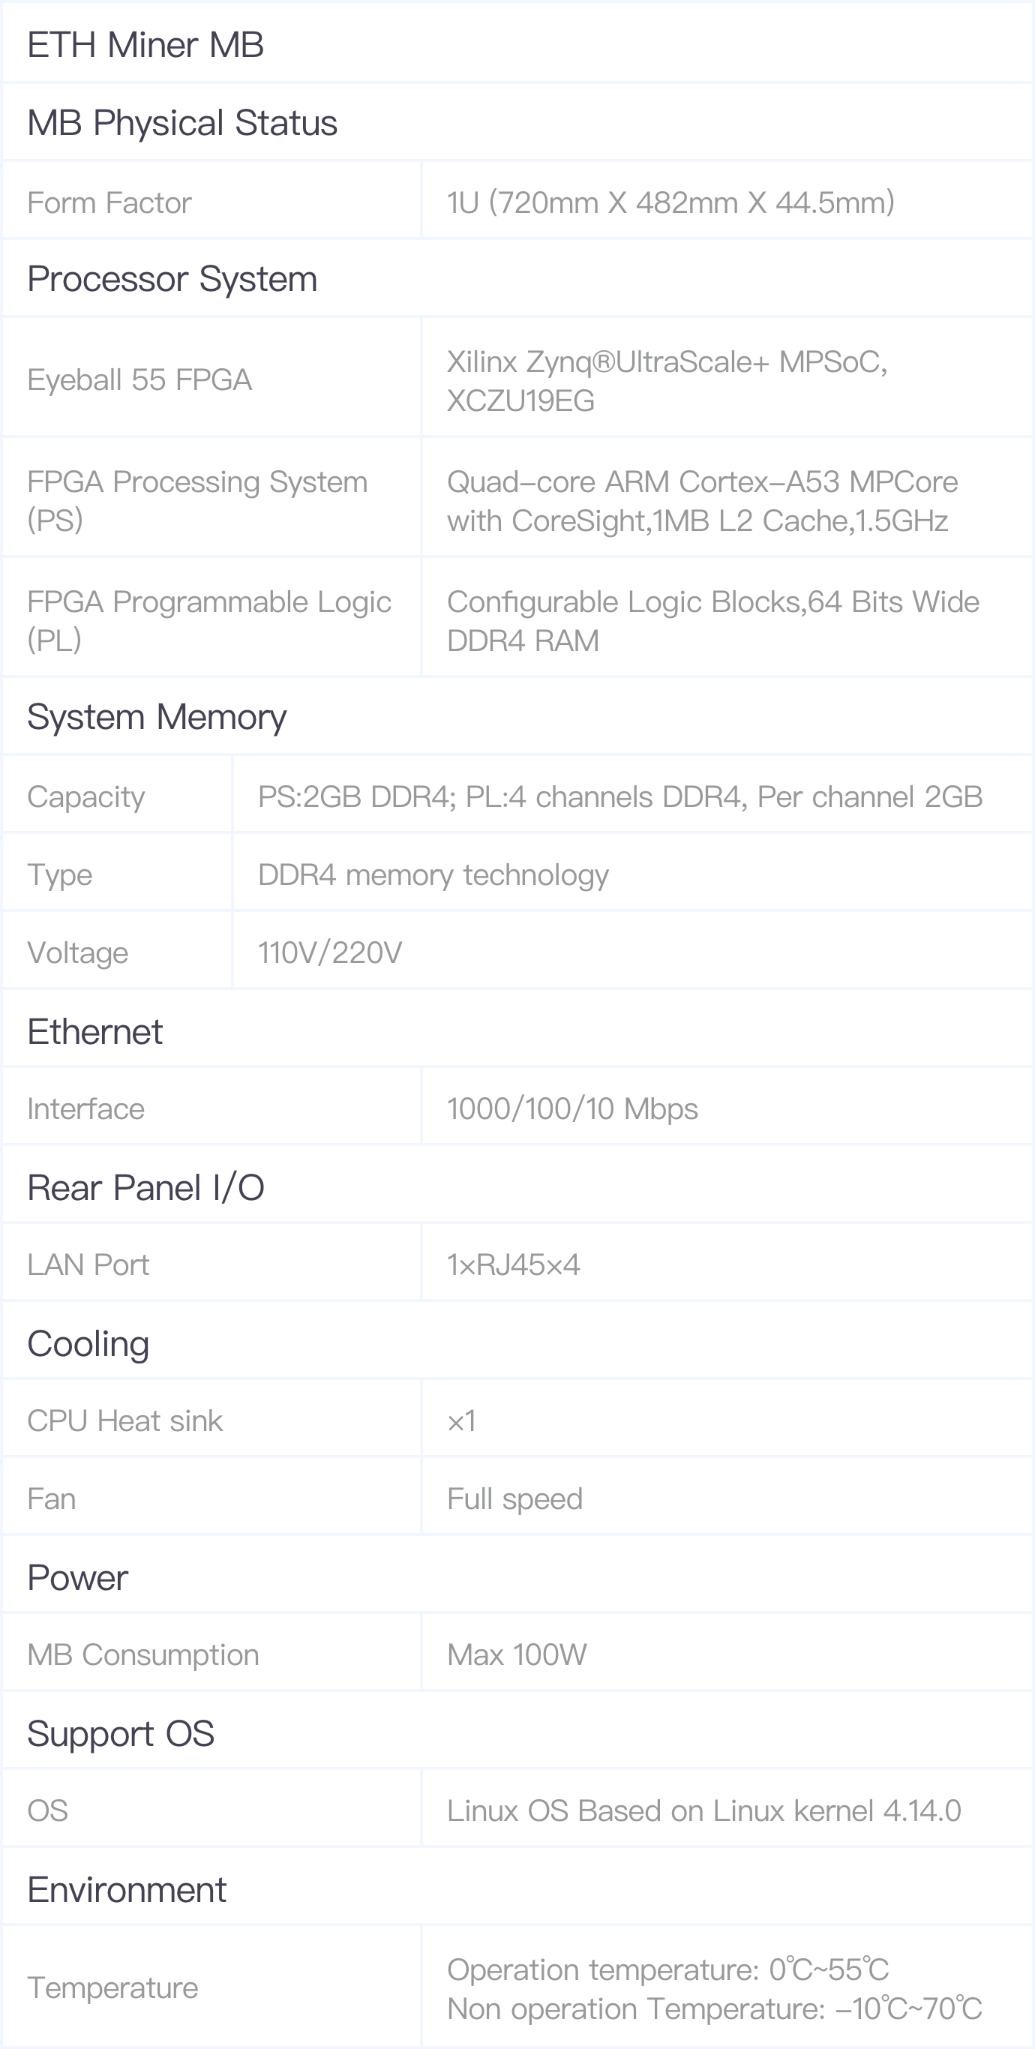 ETH Miner MB
MB Physical Status
Form Factor
1U (720mm X 482mm X 44.5mm)
Processor System
Eyeball 55 FPGA
Xilinx Zynq®UltraScale+ MPSoC,
XCZU19EG
FPGA Processing System
(PS)
Quad–core ARM Cortex–A53 MPCore
with CoreSight,1MB L2 Cache,1.5GHz
FPGA Programmable Logic
(PL)
Configurable Logic Blocks,64 Bits Wide
DDR4 RAM
System Memory
Capacity
PS:2GB DDR4; PL:4 channels DDR4, Per channel 2GB
Type
DDR4 memory technology
Voltage
110V/220V
Ethernet
Interface
1000/100/10 Mbps
Rear Panel I/O
LAN Port
1×RJ45×4
Cooling
CPU Heat sink
×1
Fan
Full speed
Power
MB Consumption
Max 100W
Support OS
OS
Linux OS Based on Linux kernel 4.14.0
Environment
Temperature
Operation temperature: 0℃~55℃
Non operation Temperature: –10℃~70℃